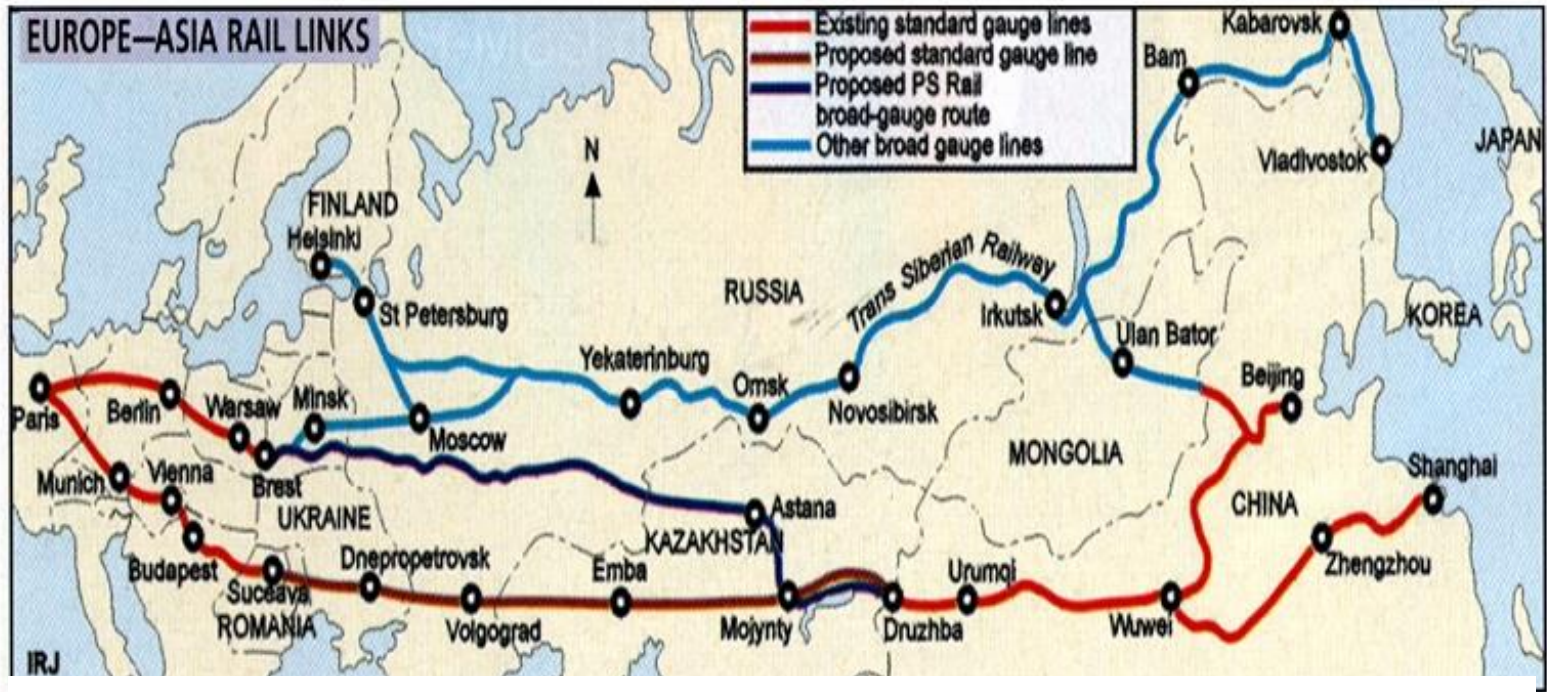 EUROPE—ASIA RAIL LINKS
Existing standard gauge lines
Proposed standard gauge line
Proposed PS Rail
broad-gauge route
Other broad gauge lines
Kabarovsk
Bam
Vladivostok
JAPAN
N
FINLAND
Helsinki
St Petersburg
RUSSIA
Trans Siberian Railway
Irkutsk
Ulan Bator
KOREA
Yekaterinburg
Omsk
Novosibirsk
Beijing
Paris
Berlin
Warsaw
Minsk
Moscow
MONGOLIA
Munich
Vienna
Brest
Astana
CHINA
Shanghai
UKRAINE
KAZAKHSTAN
Zhengzhou
Budapest
Suceava
Dnepropetrovsk
Emba
Urumqi
ROMANIA
Volgograd
Mojynty
Druzhba
Wuwei
IRJ